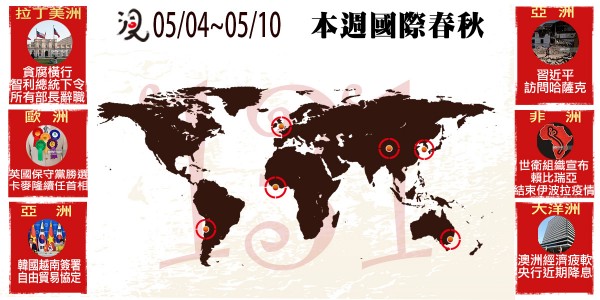 浸 05/04~05/10 本週國際春秋
131
拉丁美洲
貪腐橫行
智利總統下令
所有部長辭職
歐洲
英國保守黨勝選
卡麥隆續任首相
亞洲
韓國越南簽署
自由貿易協定
亞洲
習近平
訪問哈薩克
非洲
世衛組織宣布
賴比瑞亞
結束伊波拉疫情
大洋洲
澳洲經濟疲軟
央行近期降息